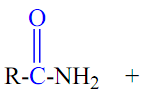 O
R-C-NH₂ +